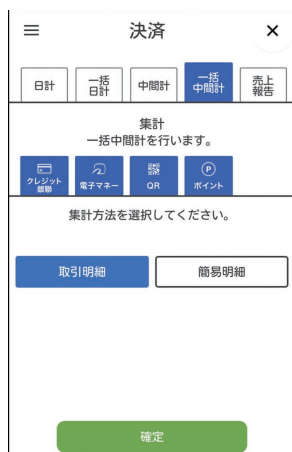 決済
日計
一括
日計
中間計
一括
中間計
売上
報告
集計
一括中間計を行います。
クレジット
銀聯
電子マネー
QR
P
ポイント
集計方法を選択してください。
取引明細
簡易明細
確定